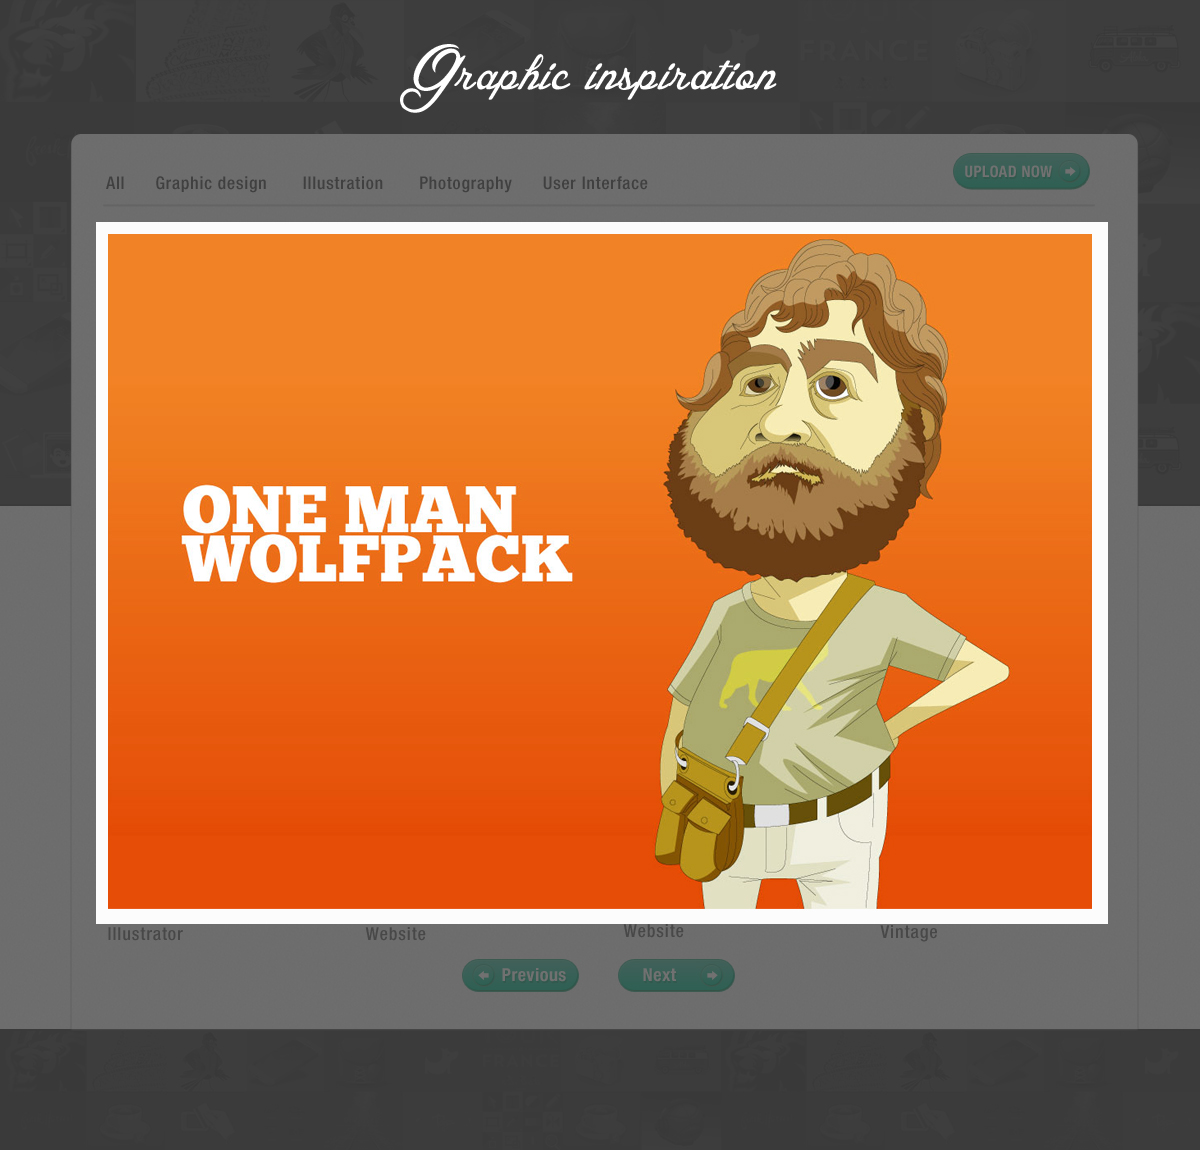 Graphic inspiration
All Graphic design Illustration Photography User Interface
UPLOAD NOW
ONE MAN
WOLFPACK
Illustrator Website Website Vintage
Previous Next
FRANCE